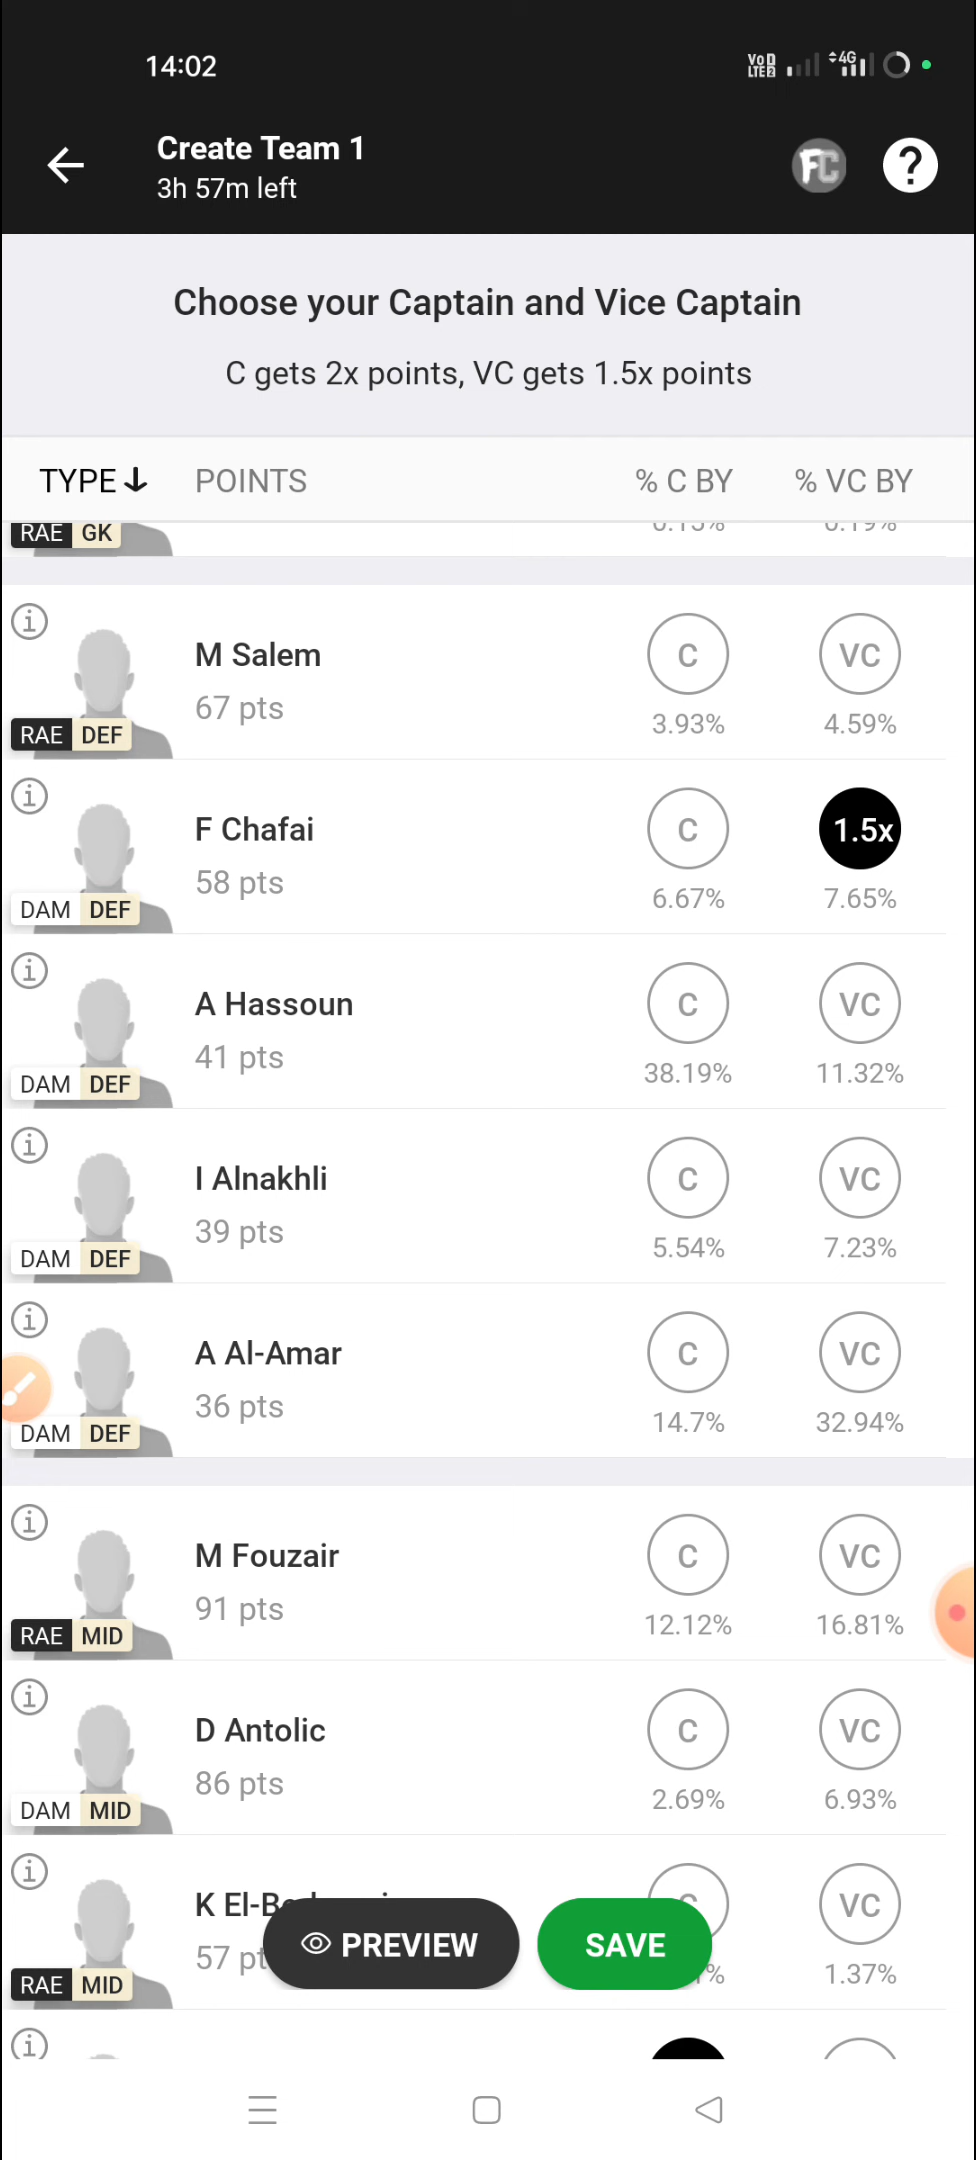 14:02
VoD LTE2 4G
Create Team 1
3h 57m left
FC
?
Choose your Captain and Vice Captain
C gets 2x points, VC gets 1.5x points
TYPE POINTS % C BY % VC BY
RAE GK
M Salem C VC
67 pts 3.93% 4.59%
RAE DEF
F Chafai C 1.5x
58 pts 6.67% 7.65%
DAM DEF
A Hassoun C VC
41 pts 38.19% 11.32%
DAM DEF
I Alnakhli C VC
39 pts 5.54% 7.23%
DAM DEF
A Al-Amar C VC
36 pts 14.7% 32.94%
DAM DEF
M Fouzair C VC
91 pts 12.12% 16.81%
RAE MID
D Antolic C VC
86 pts 2.69% 6.93%
DAM MID
K VC
PREVIEW SAVE
57 1.37%
RAE MID